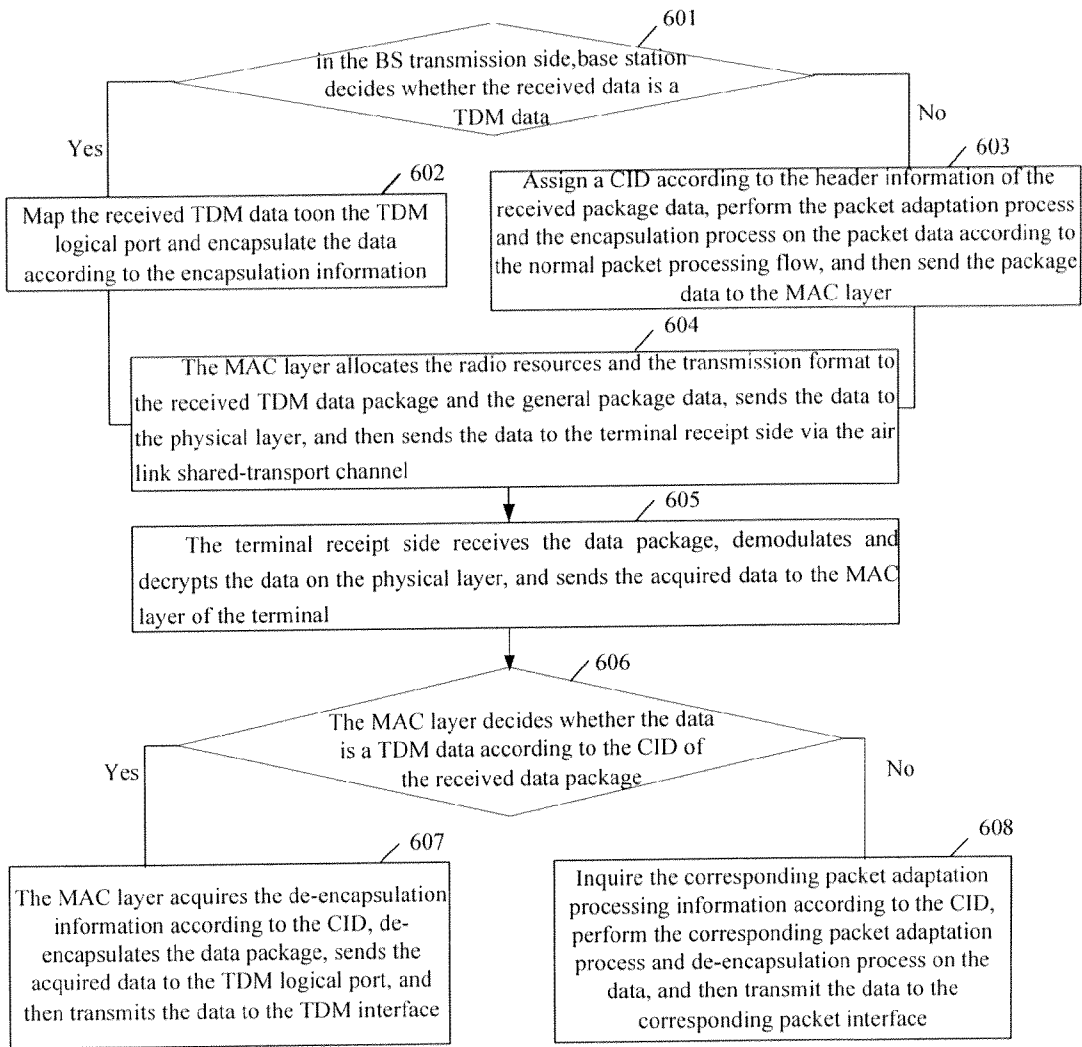 601
in the BS transmission side,base station
decides whether the received data is a
TDM data
Yes
No
602
Map the received TDM data toon the TDM
logical port and encapsulate the data
according to the encapsulation information
603
Assign a CID according to the header information of the
received package data, perform the packet adaptation process
and the encapsulation process on the packet data according to
the normal packet processing flow, and then send the package
data to the MAC layer
604
The MAC layer allocates the radio resources and the transmission format to
the received TDM data package and the general package data, sends the data to
the physical layer, and then sends the data to the terminal receipt side via the air
link shared-transport channel
605
The terminal receipt side receives the data package, demodulates and
decrypts the data on the physical layer, and sends the acquired data to the MAC
layer of the terminal
606
The MAC layer decides whether the data
is a TDM data according to the CID of
the received data package
Yes
No
607
The MAC layer acquires the de-encapsulation
information according to the CID, de-
encapsulates the data package, sends the
acquired data to the TDM logical port, and
then transmits the data to the TDM interface
608
Inquire the corresponding packet adaptation
processing information according to the CID,
perform the corresponding packet adaptation
process and de-encapsulation process on the
data, and then transmit the data to the
corresponding packet interface